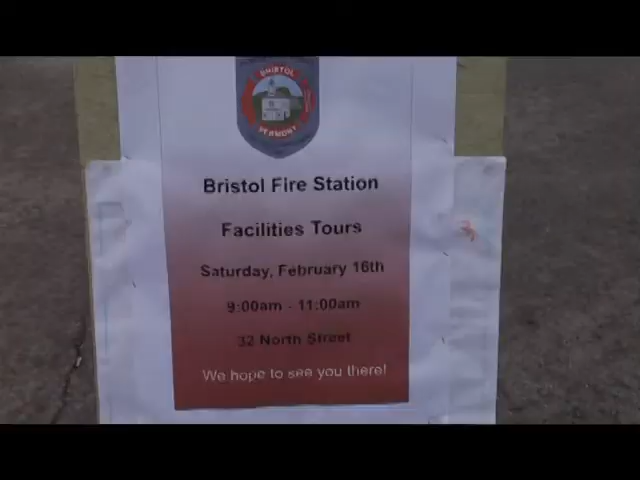 BRISTOL
VERMONT
Bristol Fire Station
Facilities Tours
Saturday, February 16th
9:00am - 11:00am
32 North Street
We hope to see you there!